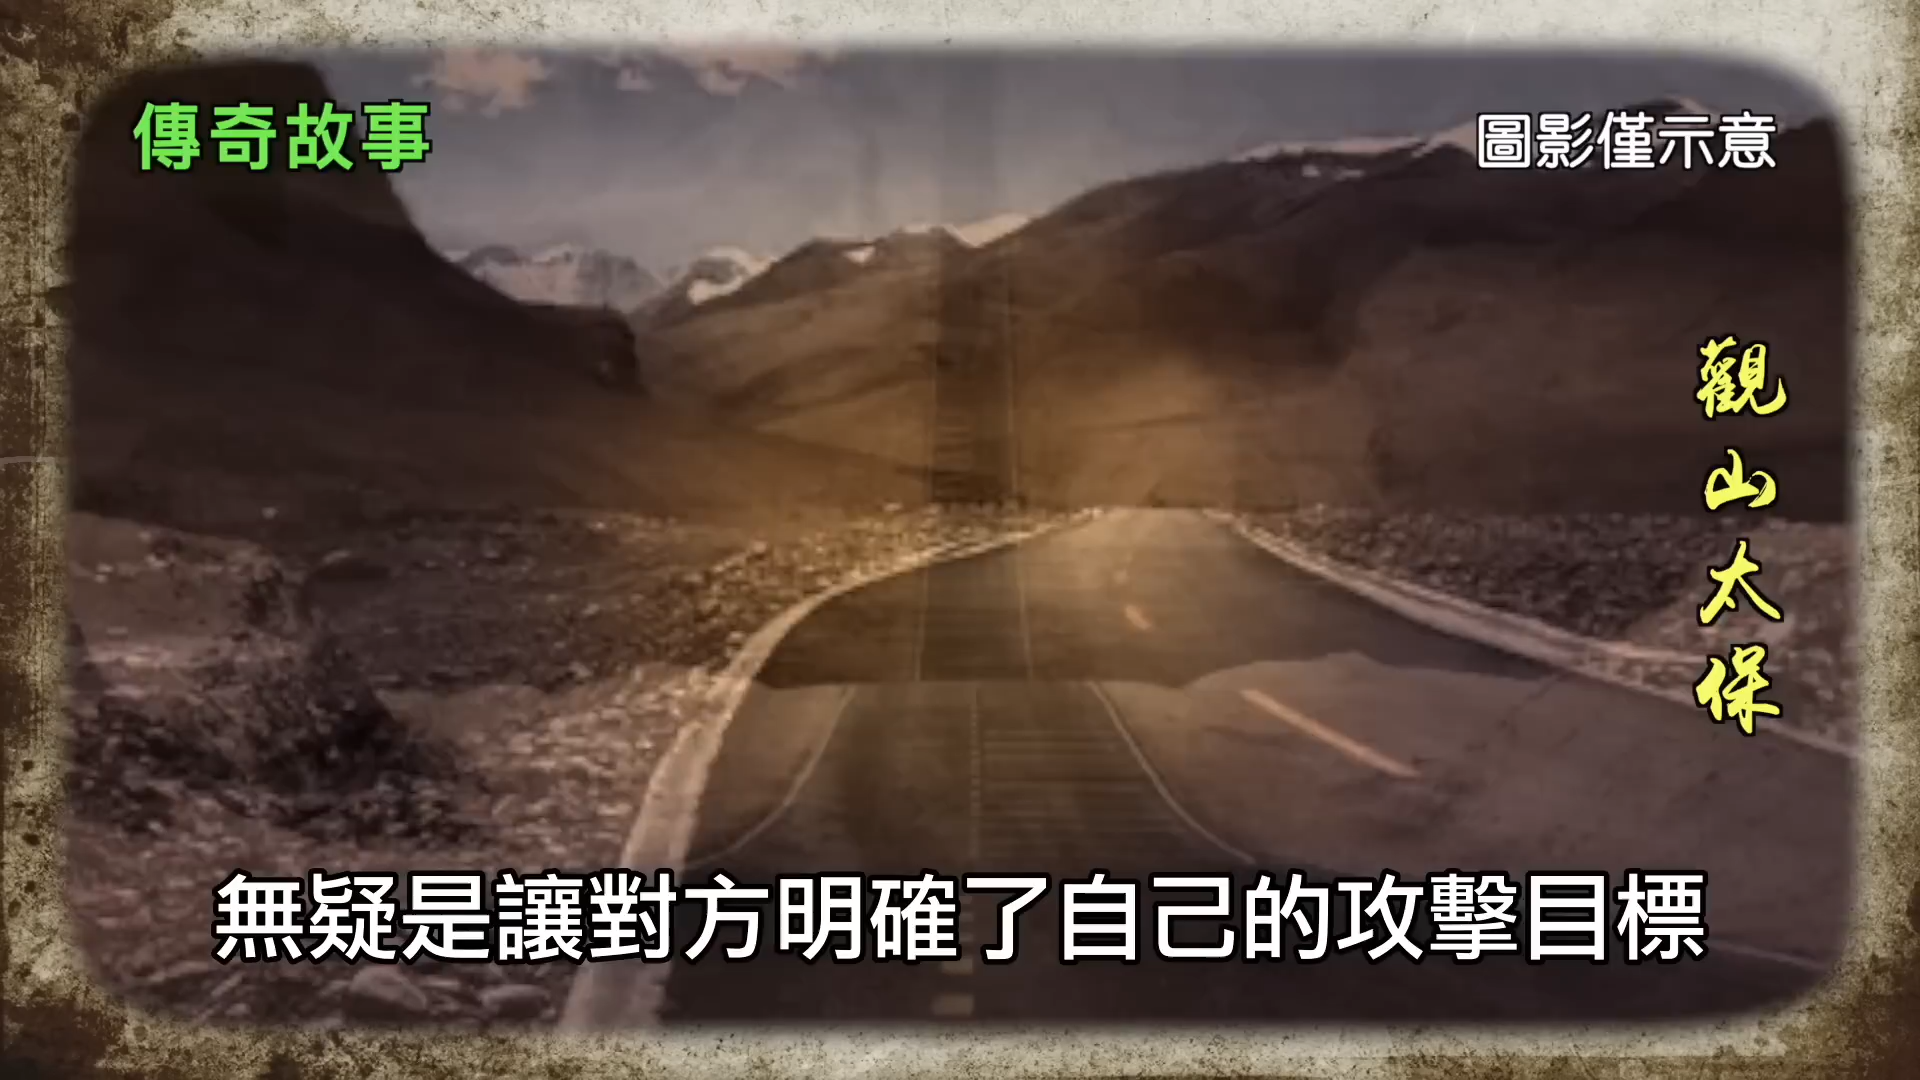 傳奇故事
圖影僅示意
觀山太保
無疑是讓對方明確了自己的攻擊目標